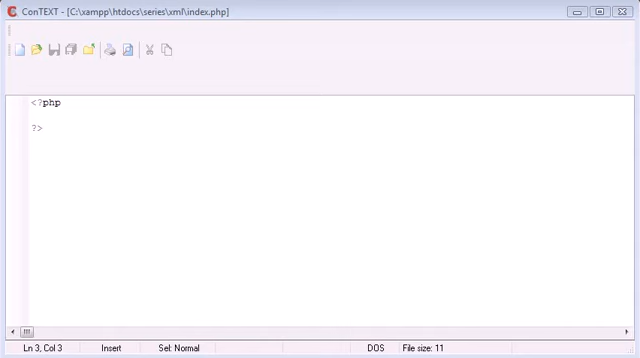 ConTEXT - [C:\xampp\htdocs\series\xml\index.php]
<?php
?>
Ln 3, Col 3 Insert Sel: Normal DOS File size: 11